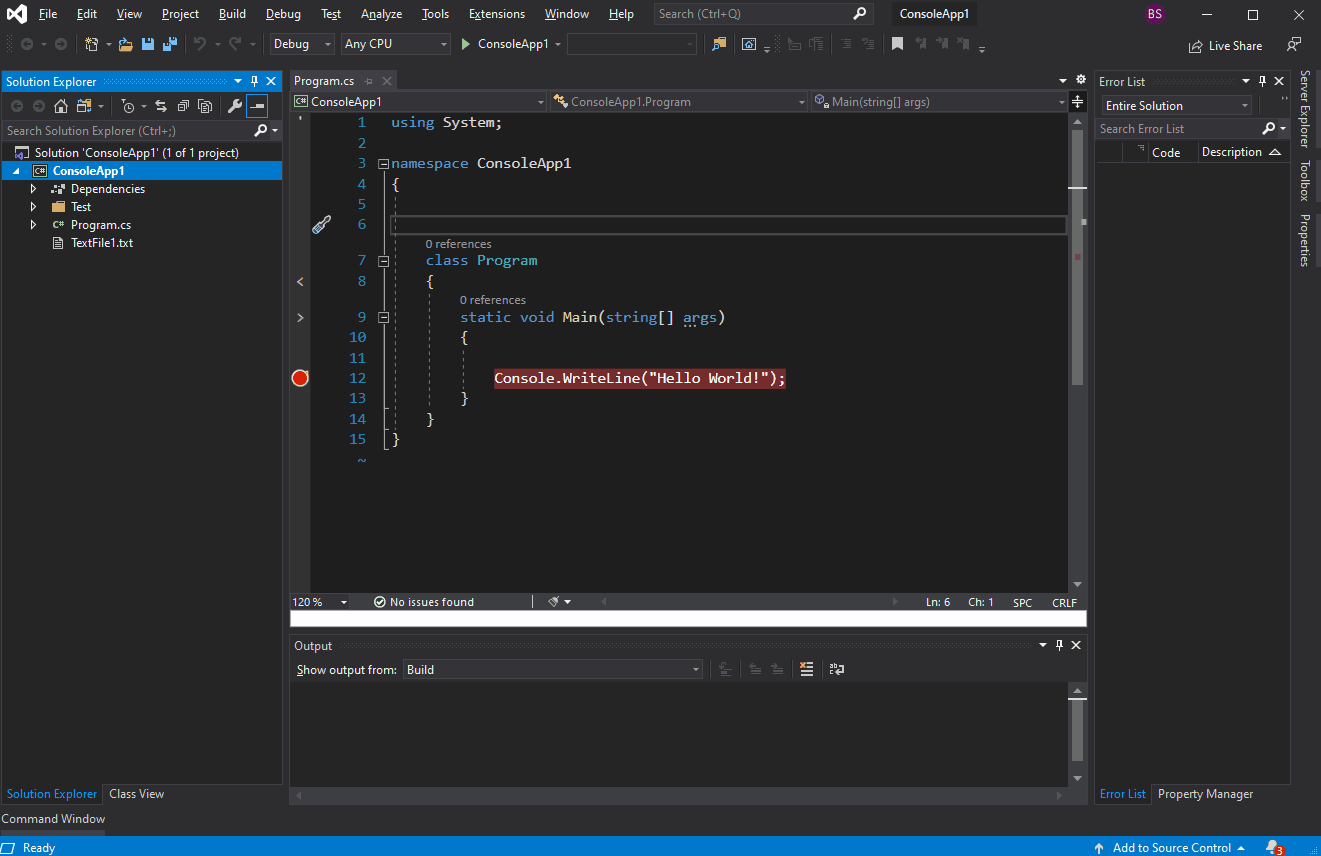 File Edit View Project Build Debug Test Analyze Tools Extensions Window Help Search (Ctrl+Q) ConsoleApp1 BS
Debug Any CPU ConsoleApp1 Live Share
Solution Explorer
Search Solution Explorer (Ctrl+;)
Solution 'ConsoleApp1' (1 of 1 project)
C# ConsoleApp1
Dependencies
Test
C# Program.cs
TextFile1.txt
Solution Explorer Class View
Command Window
Program.cs
C# ConsoleApp1 ConsoleApp1.Program Main(string[] args)
1 using System;
2
3 namespace ConsoleApp1
4 {
5
6
0 references
7 class Program
8 {
0 references
9 static void Main(string[] args)
10 {
11
12 Console.WriteLine("Hello World!");
13 }
14 }
15 }
~
120 % No issues found Ln: 6 Ch: 1 SPC CRLF
Output
Show output from: Build
Error List
Entire Solution
Search Error List
Code Description
Error List Property Manager
Server Explorer
Toolbox
Properties
Ready Add to Source Control 3